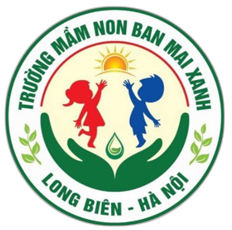 TRƯỜNG MẦM NON BAN MAI XANH
LONG BIÊN - HÀ NỘI